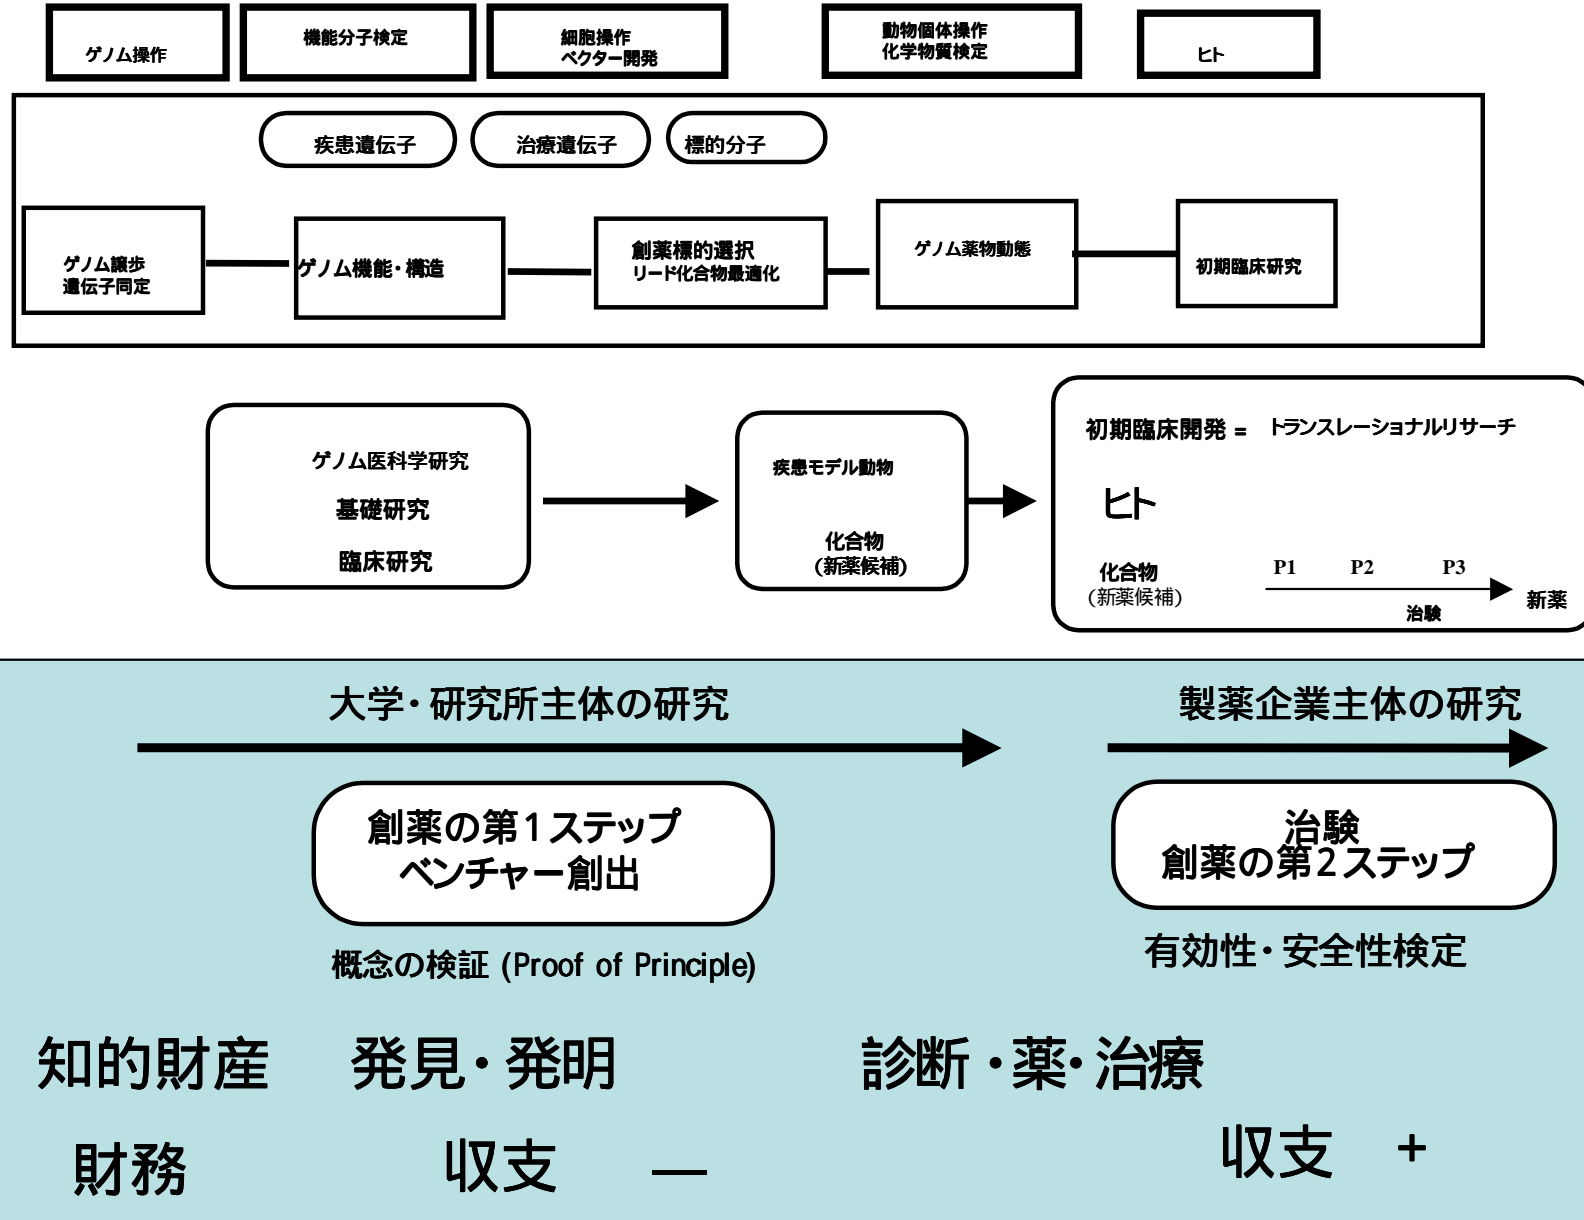 ゲノム操作
機能分子検定
細胞操作
ベクター開発
動物個体操作
化学物質検定
ヒト
疾患遺伝子
治療遺伝子
標的分子
ゲノム譲歩
遺伝子同定
ゲノム機能・構造
創薬標的選択
リード化合物最適化
ゲノム薬物動態
初期臨床研究
ゲノム医科学研究
基礎研究
臨床研究
疾患モデル動物
化合物
(新薬候補)
初期臨床開発 = トランスレーショナルリサーチ
ヒト
化合物
(新薬候補)
P1 P2 P3
治験
新薬
大学・研究所主体の研究
製薬企業主体の研究
創薬の第1ステップ
ベンチャー創出
治験
創薬の第2ステップ
概念の検証 (Proof of Principle)
有効性・安全性検定
知的財産 発見・発明 診断・薬・治療
財務 収支 — 収支 +